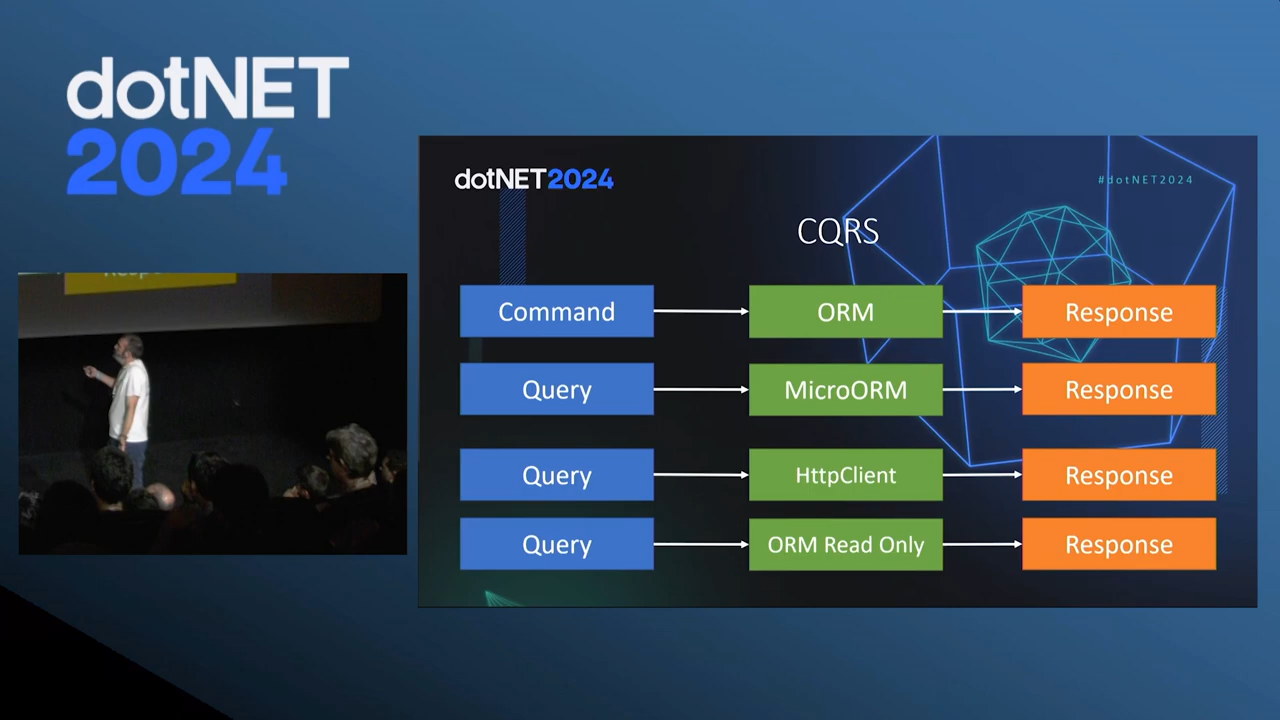 dotNET
2024
dotNET2024
#dotNET2024
CQRS
Command
ORM
Response
Query
MicroORM
Response
Query
HttpClient
Response
Query
ORM Read Only
Response